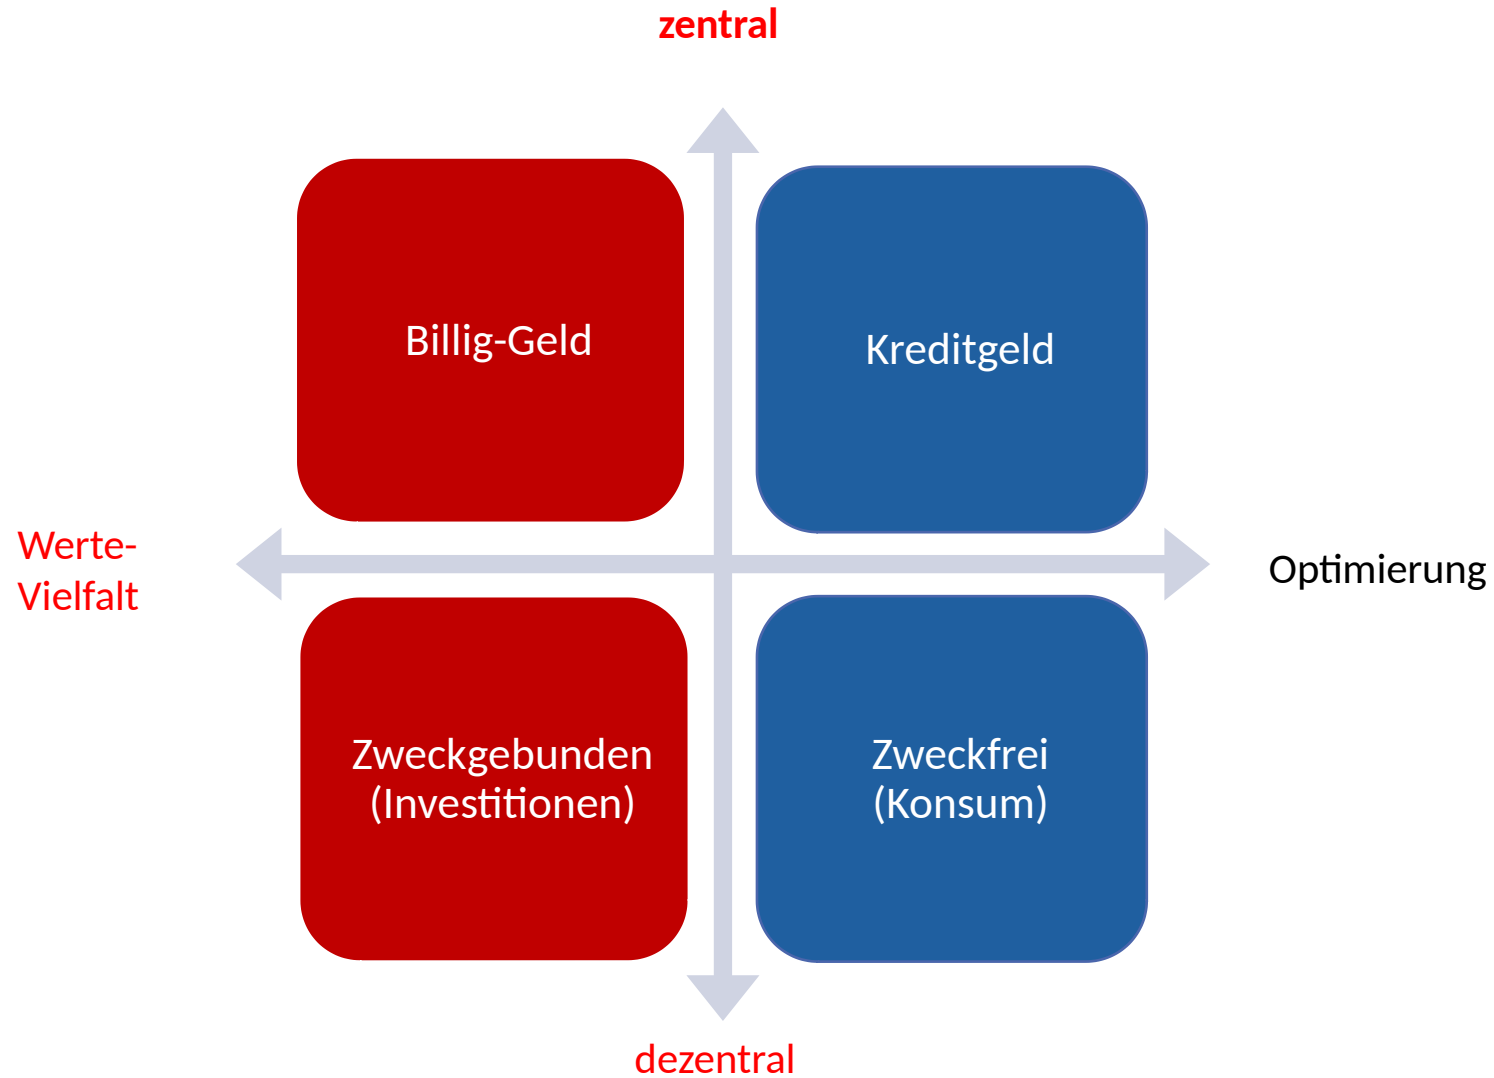 zentral
Billig-Geld
Kreditgeld
Werte-
Vielfalt
Optimierung
Zweckgebunden
(Investitionen)
Zweckfrei
(Konsum)
dezentral